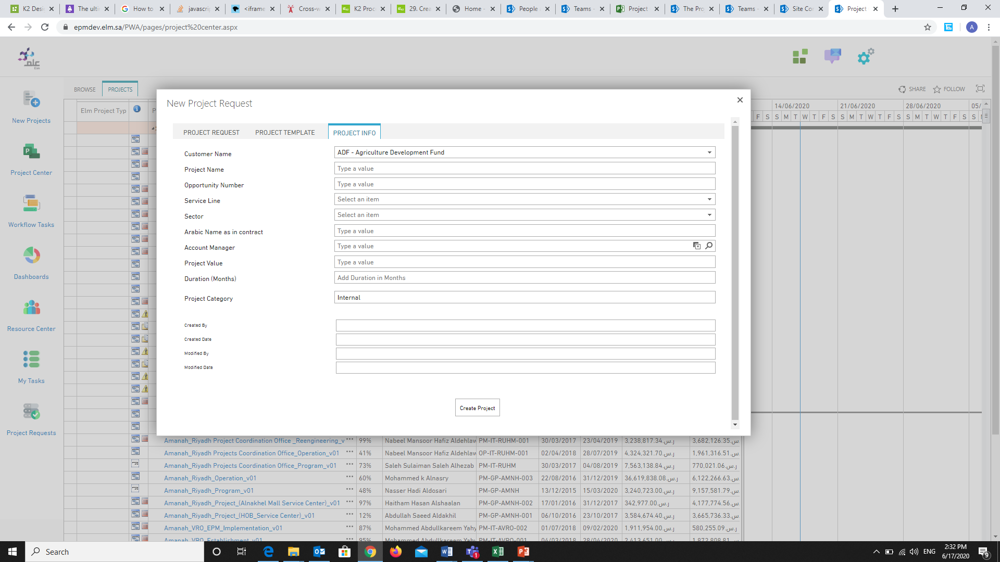 K2 Desi
The ulti
How to
javascri
<iframe
Cross-w
K2 Proc
29. Crea
Home -
People
Teams -
Project
The Pro
Teams -
Site Cor
Project
epmdev.elm.sa/PWA/pages/project%20center.aspx
A
علم
Elm
BROWSE
PROJECTS
SHARE
FOLLOW
New Projects
Project Center
Workflow Tasks
Dashboards
Resource Center
My Tasks
Project Requests
Elm Project Typ
P
14/06/2020 21/06/2020 28/06/2020 05/
F S S M T W T F S S M T W T F S S M T W T F S S
New Project Request
PROJECT REQUEST
PROJECT TEMPLATE
PROJECT INFO
Customer Name ADF - Agriculture Development Fund
Project Name Type a value
Opportunity Number Type a value
Service Line Select an item
Sector Select an item
Arabic Name as in contract Type a value
Account Manager Type a value
Project Value Type a value
Duration (Months) Add Duration in Months
Project Category Internal
Created By
Created Date
Modified By
Modified Date
Create Project
Amanah_Riyadh Project Coordination Office _Reengineering_v ... 99% Nabeel Mansoor Hafiz Aldehlaw PM-IT-RUHM-001 30/03/2017 23/04/2019 ر.س.3,238,817.34 ر.س.3,682,126.35
Amanah_Riyadh Projects Coordination Office_Operation_v01 ... 41% Nabeel Mansoor Hafiz Aldehlaw OP-IT-RUHM-001 02/04/2018 28/07/2019 ر.س.4,324,321.70 ر.س.1,961,316.51
Amanah_Riyadh Projects Coordination Office_Program_v01 ... 73% Saleh Sulaiman Saleh Alhezab PM-IT-RUHM 30/03/2017 04/08/2019 ر.س.7,563,138.84 ر.س.770,021.06
Amanah_Riyadh_Operation_v01 ... 60% Mohammed k Alnasry PM-GP-AMNH-003 22/08/2016 31/12/2019 ر.س.36,619,838.08 ر.س.6,122,266.63
Amanah_Riyadh_Program_v01 ... 48% Nasser Hadi Aldosari PM-GP-AMNH 13/12/2015 15/03/2020 ر.س.3,240,723.00 ر.س.9,157,581.79
Amanah_Riyadh_Project_(Alnakhel Mall Service Center)_v01 ... 97% Haitham Hasan Alshaalan PM-GP-AMNH-002 17/01/2016 31/12/2017 ر.س.342,977.00 ر.س.4,177,774.56
Amanah_Riyadh_Project_(HOB_Service Center)_v01 ... 12% Abdullah Saeed Aldakhil PM-GP-AMNH-001 06/10/2016 23/10/2017 ر.س.3,584,674.40 ر.س.3,665,736.33
Amanah_VRO_EPM_Implementation_v01 ... 87% Mohammed Abdullkareem Yahy PM-IT-AVRO-002 01/07/2018 09/02/2020 ر.س.1,911,954.00 ر.س.580,255.09
Amanah_VRO_Establishment_v01 ... 95% Mohammed Abdullkareem Yahy PM-IT-AVRO-001 04/03/2018 28/04/2020 2,413,651.00 1,872,808.81
Search
1
ENG
2:32 PM
6/17/2020
9